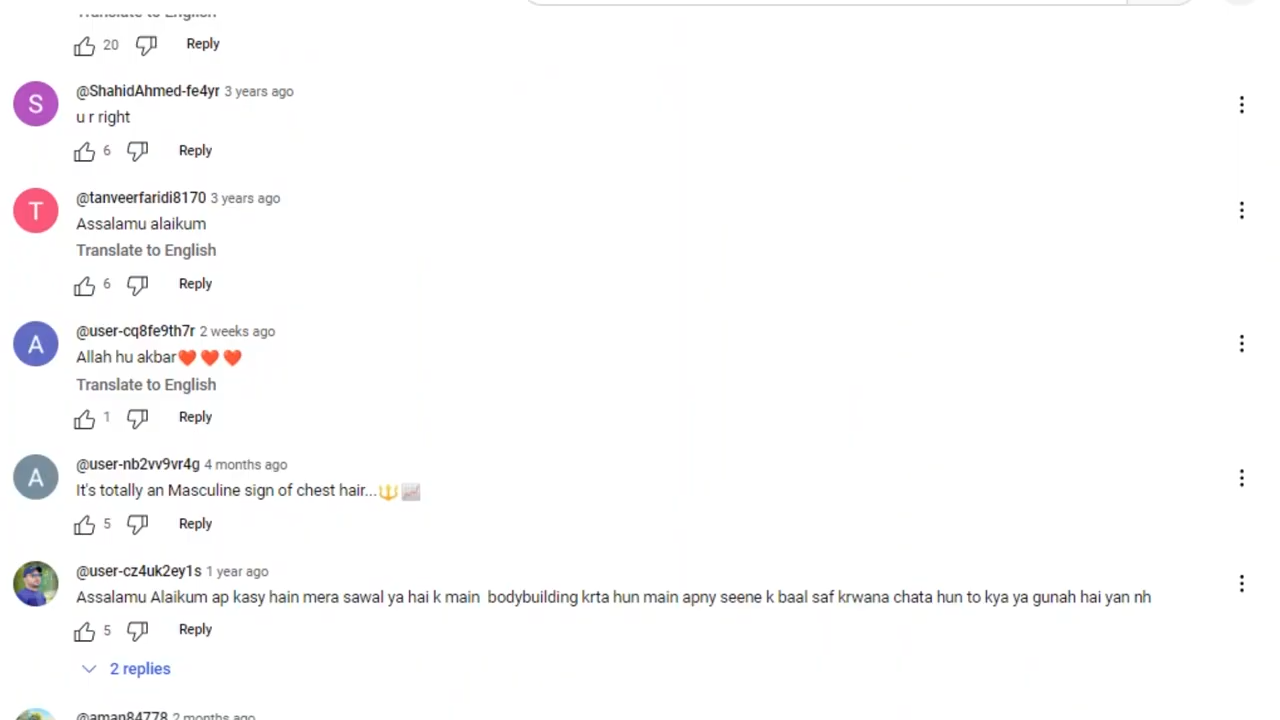 Translate to English
20 Reply
@ShahidAhmed-fe4yr 3 years ago
S
u r right
6 Reply
@tanveerfaridi8170 3 years ago
T
Assalamu alaikum
Translate to English
6 Reply
@user-cq8fe9th7r 2 weeks ago
A
Allah hu akbar❤️❤️❤️
Translate to English
1 Reply
@user-nb2vv9vr4g 4 months ago
A
It's totally an Masculine sign of chest hair...🔱📈
5 Reply
@user-cz4uk2ey1s 1 year ago
Assalamu Alaikum ap kasy hain mera sawal ya hai k main bodybuilding krta hun main apny seene k baal saf krwana chata hun to kya ya gunah hai yan nh
5 Reply
2 replies
@aman84778 2 months ago